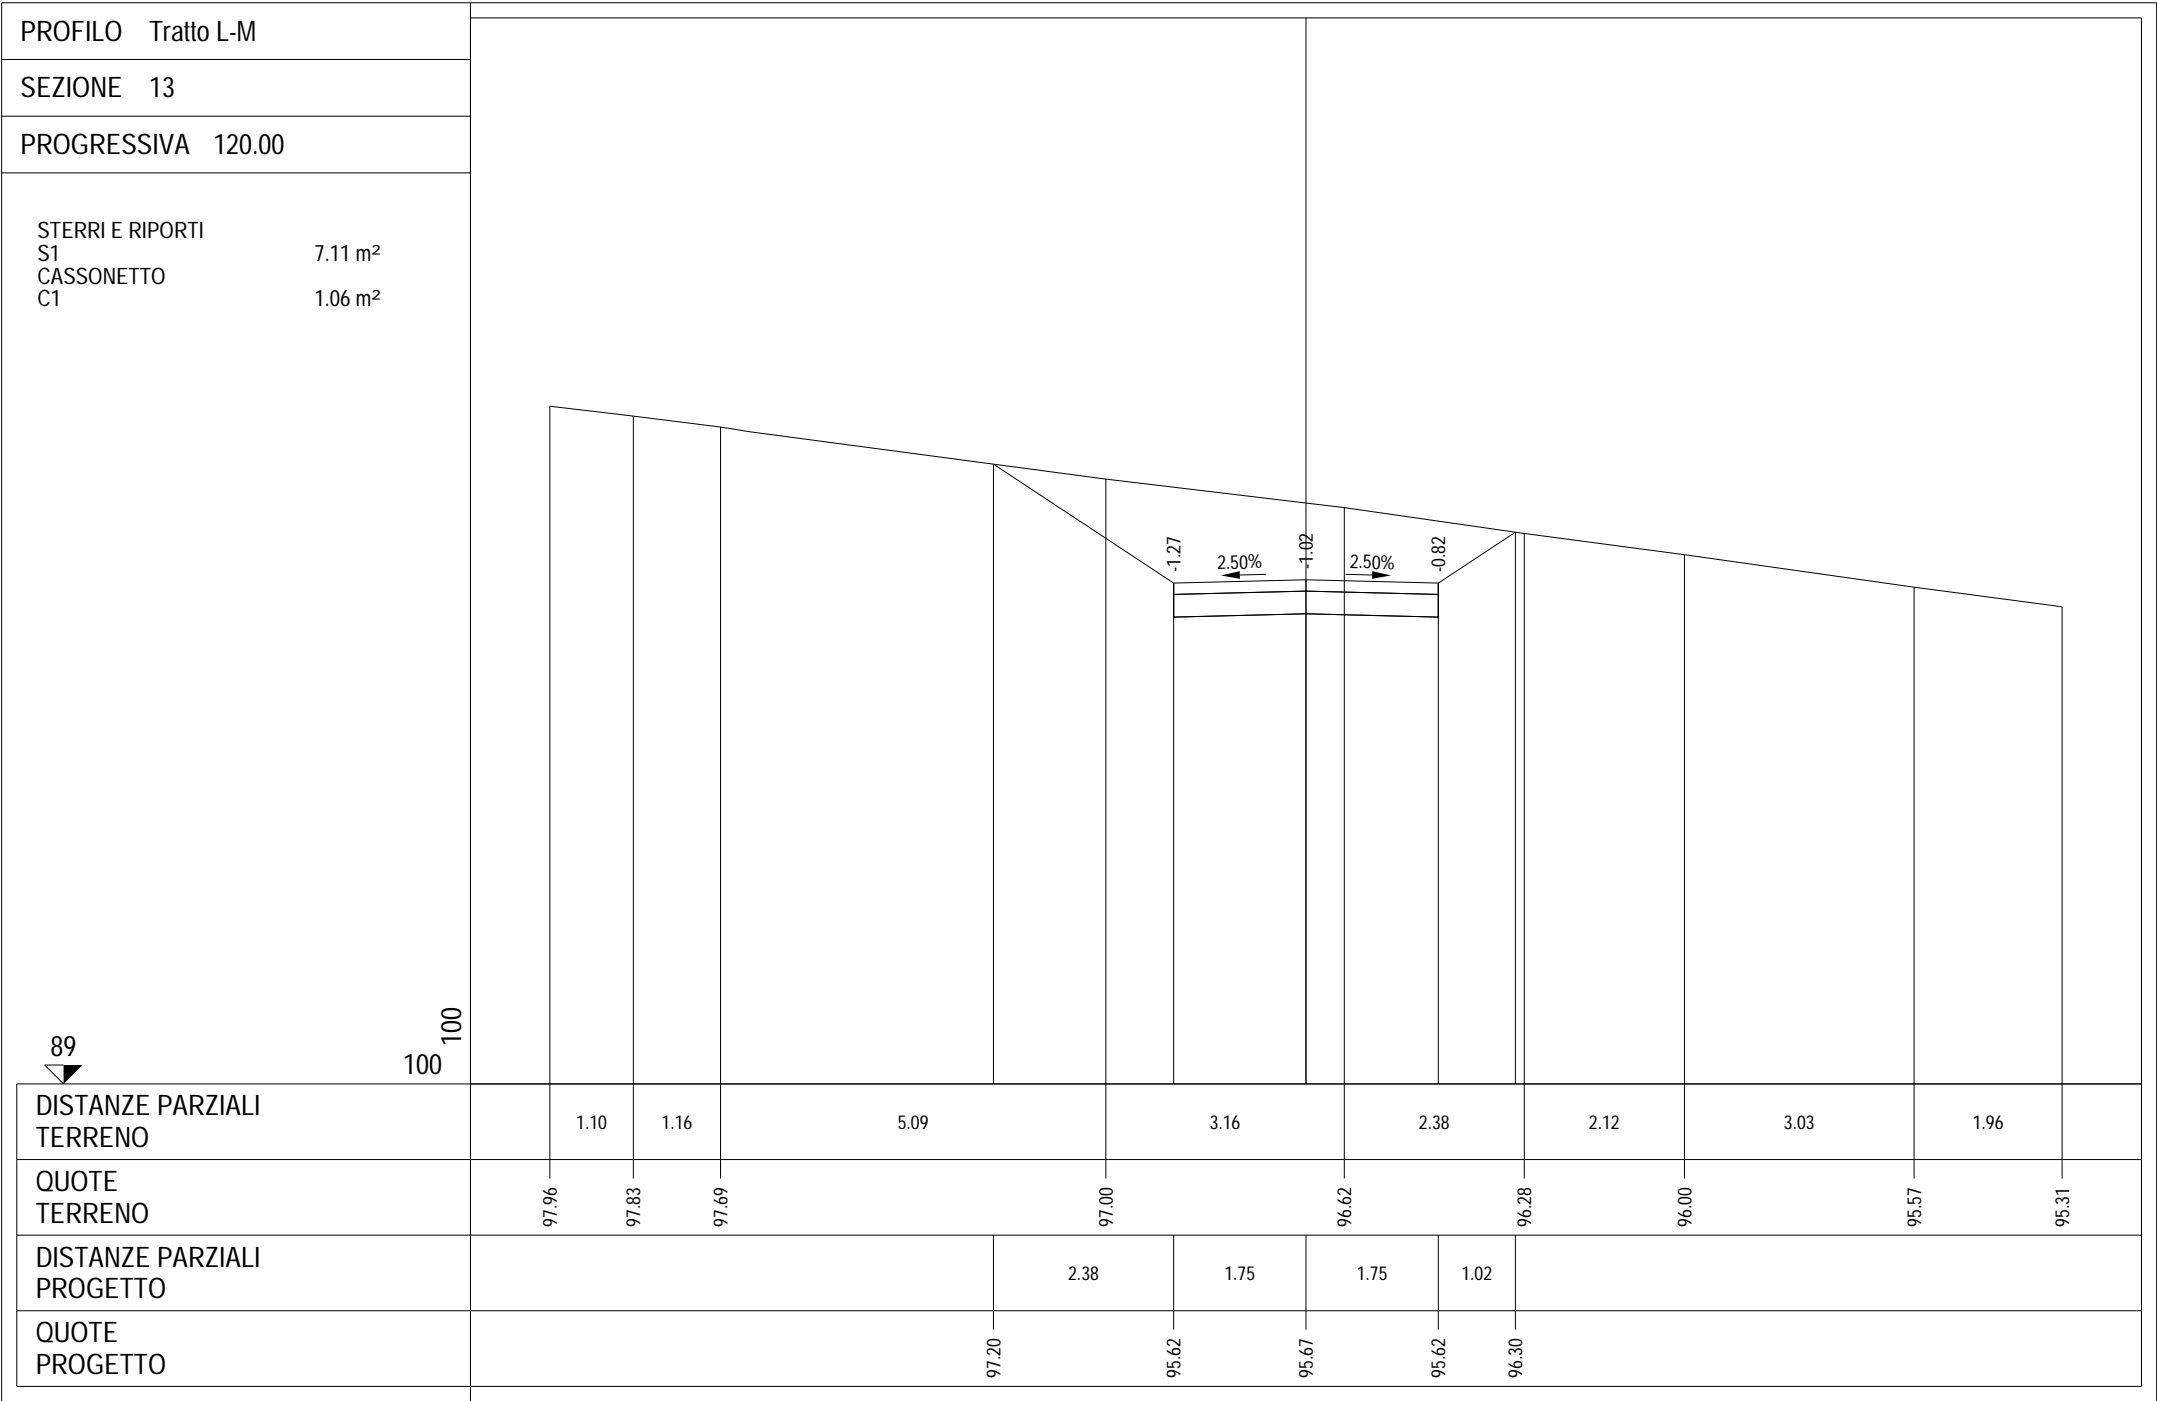 PROFILO Tratto L-M
SEZIONE 13
PROGRESSIVA 120.00
STERRI E RIPORTI
S1 7.11 m²
CASSONETTO
C1 1.06 m²
-1.27 2.50% -1.02 2.50% -0.82
89
100
100
DISTANZE PARZIALI
TERRENO
1.10 1.16 5.09 3.16 2.38 2.12 3.03 1.96
QUOTE
TERRENO
97.96 97.83 97.69 97.00 96.62 96.28 96.00 95.57 95.31
DISTANZE PARZIALI
PROGETTO
2.38 1.75 1.75 1.02
QUOTE
PROGETTO
97.20 95.62 95.67 95.62 96.30